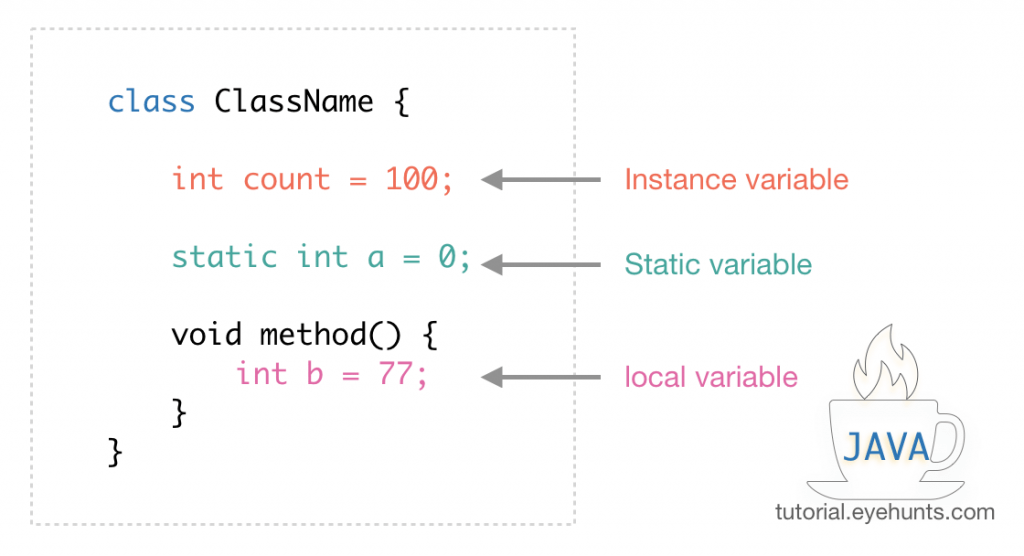 class ClassName {
int count = 100;
Instance variable
static int a = 0;
Static variable
void method() {
int b = 77;
local variable
}
}
JAVA
tutorial.eyehunts.com